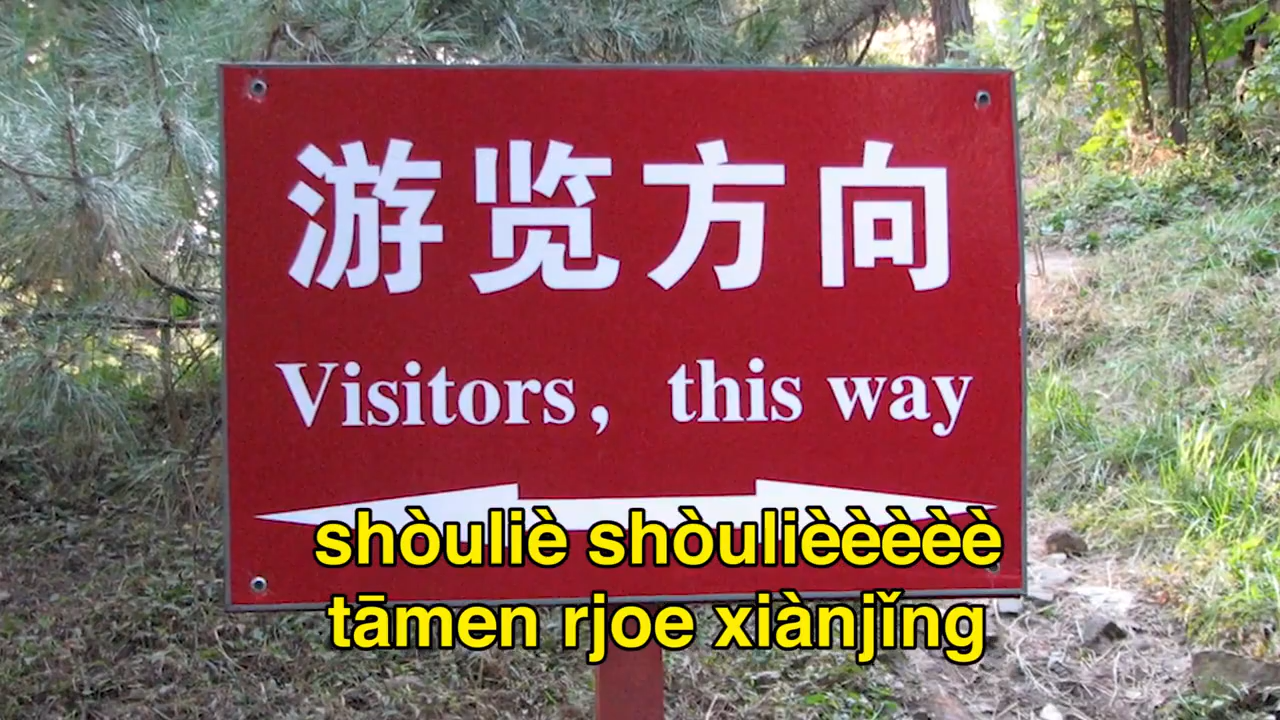 游览方向
Visitors, this way
shòuliè shòulièèèèè
tāmen rjoe xiànjǐng